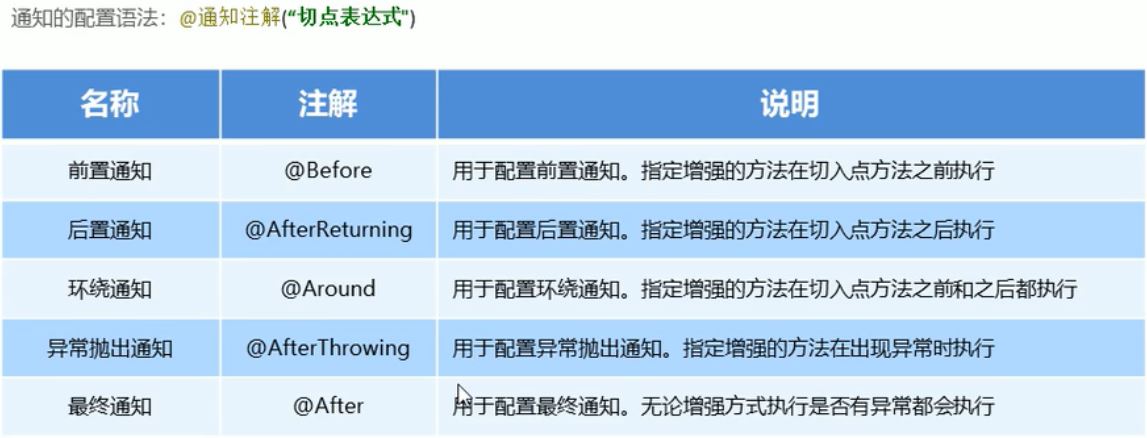 通知的配置语法：@通知注解(“切点表达式")
名称 注解 说明
前置通知 @Before 用于配置前置通知。指定增强的方法在切入点方法之前执行
后置通知 @AfterReturning 用于配置后置通知。指定增强的方法在切入点方法之后执行
环绕通知 @Around 用于配置环绕通知。指定增强的方法在切入点方法之前和之后都执行
异常抛出通知 @AfterThrowing 用于配置异常抛出通知。指定增强的方法在出现异常时执行
最终通知 @After 用于配置最终通知。无论增强方式执行是否有异常都会执行